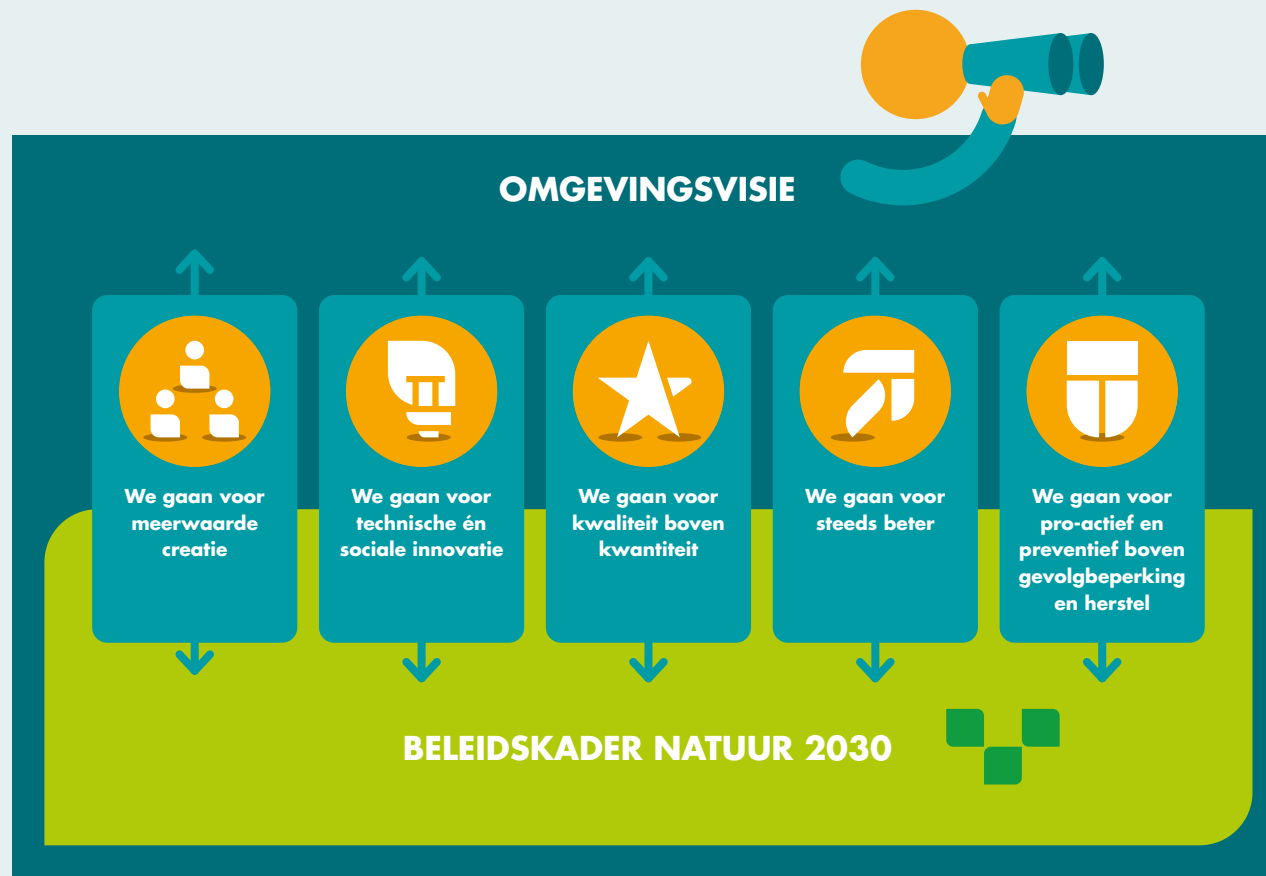 OMGEVINGSVISIE
We gaan voor
meerwaarde
creatie
We gaan voor
technische én
sociale innovatie
We gaan voor
kwaliteit boven
kwantiteit
We gaan voor
steeds beter
We gaan voor
pro-actief en
preventief boven
gevolgbeperking
en herstel
BELEIDSKADER NATUUR 2030